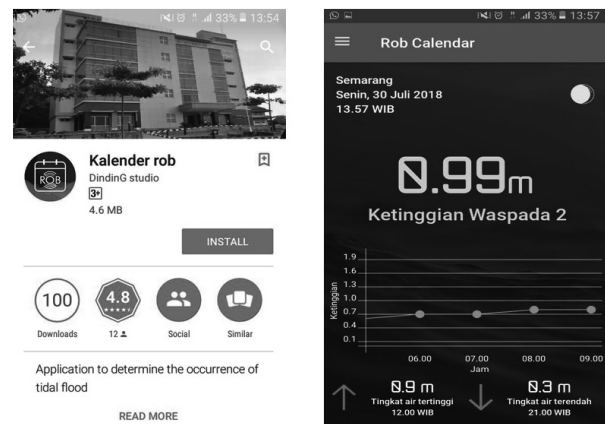 33% 13:54
Kalender rob
DindinG studio
3+
4.6 MB
INSTALL
ROB
100
Downloads
4.8
12
Social
Similar
Application to determine the occurrence of
tidal flood
READ MORE
33% 13:57
Rob Calendar
Semarang
Senin, 30 Juli 2018
13.57 WIB
0.99m
Ketinggian Waspada 2
Ketinggian
1.9
1.6
1.3
1.0
0.7
0.4
0.1
06.00 07.00 08.00 09.00
Jam
0.9 m
Tingkat air tertinggi
12.00 WIB
0.3 m
Tingkat air terendah
21.00 WIB